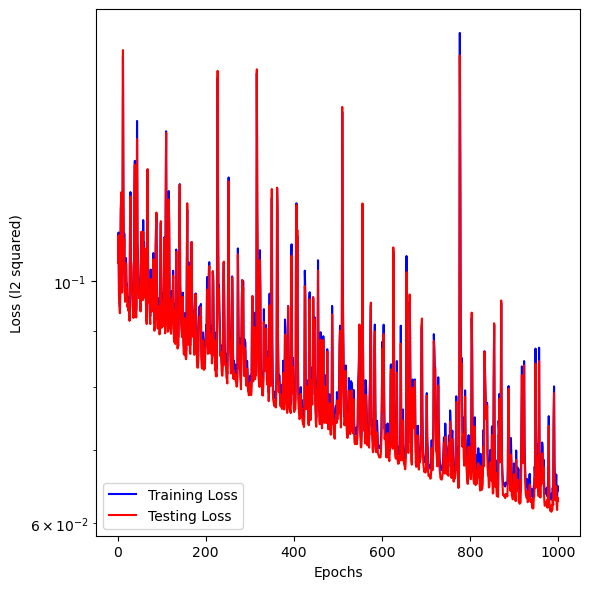 Loss (l2 squared)
10⁻¹
6 × 10⁻²
Training Loss
Testing Loss
0 200 400 600 800 1000
Epochs